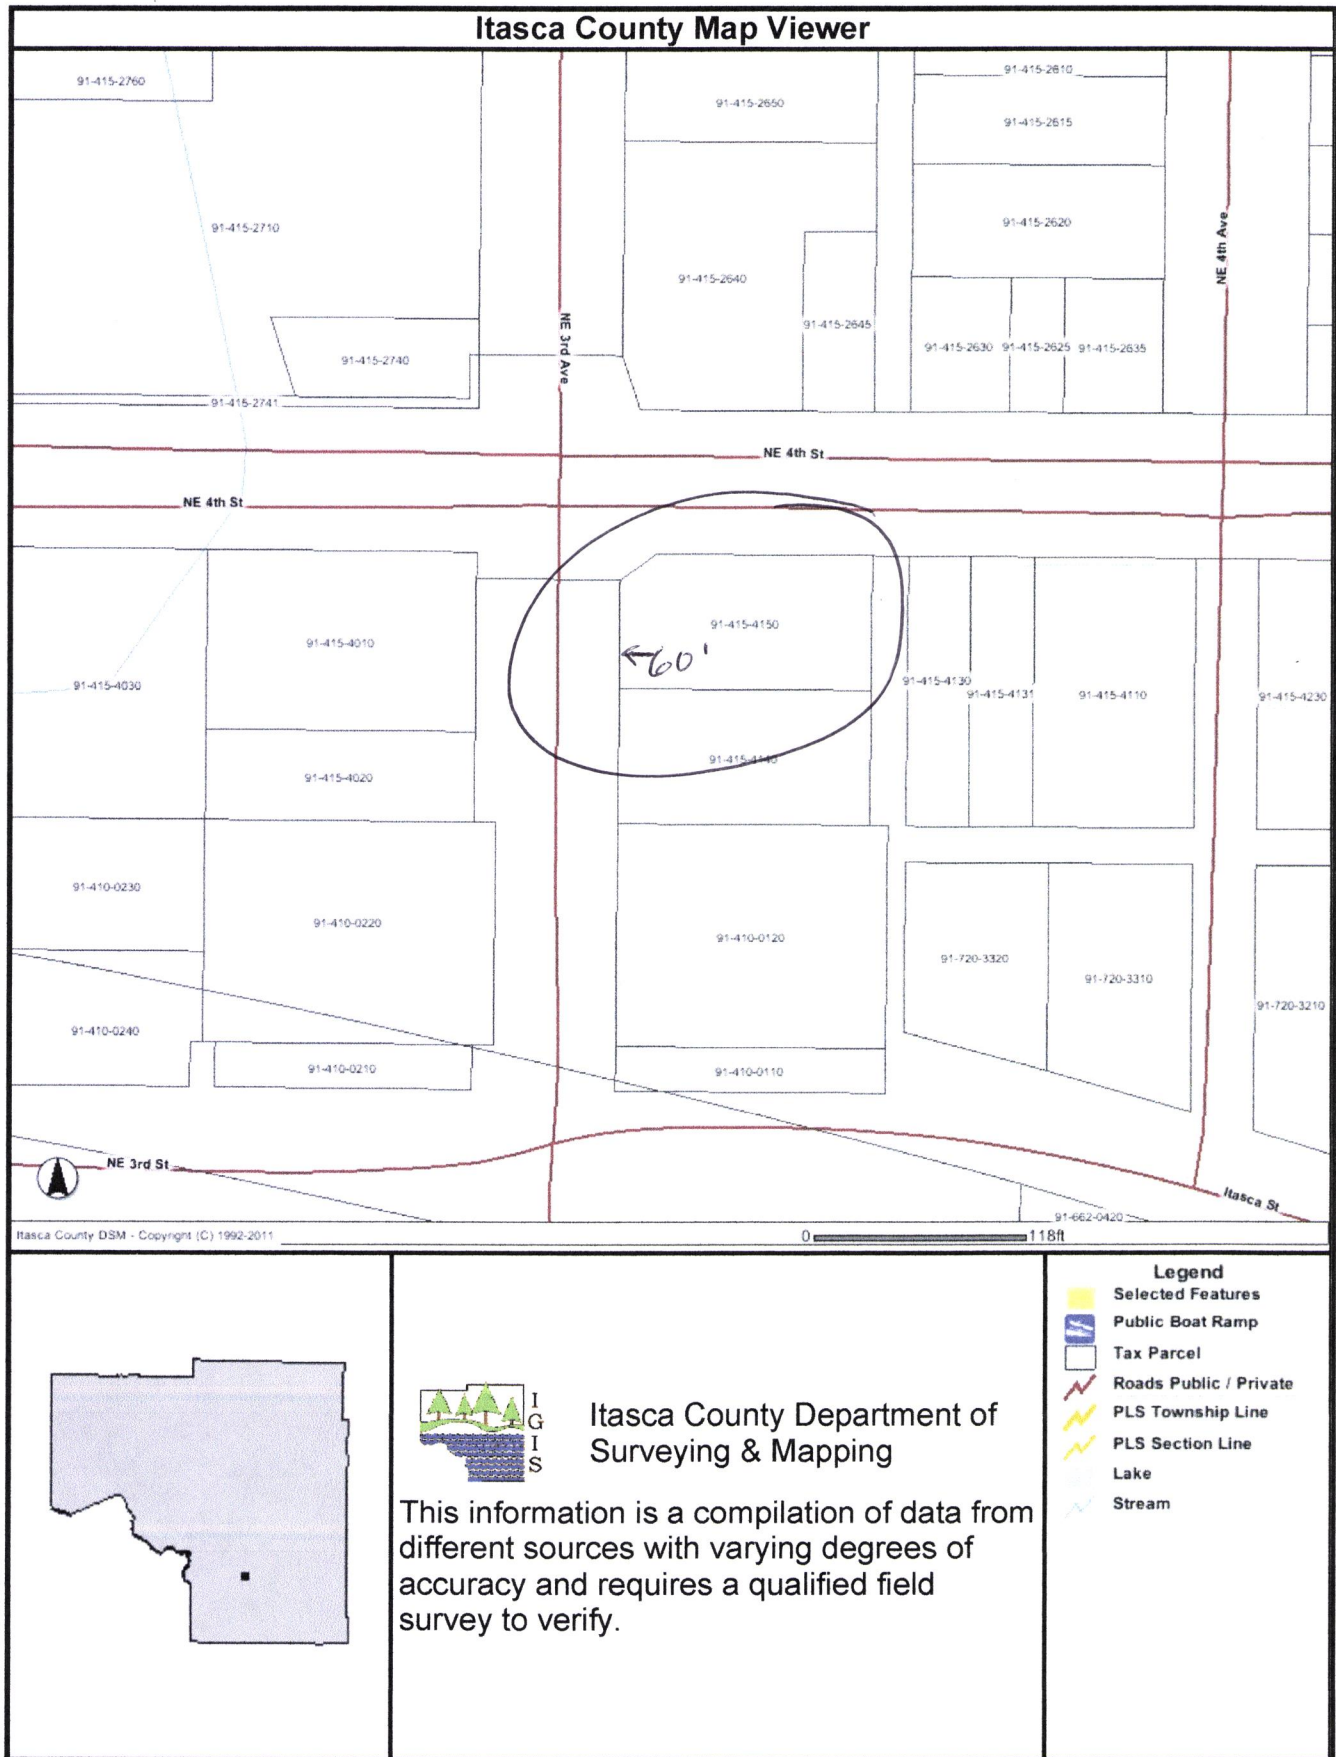 Itasca County Map Viewer
91-415-2760
91-415-2650
91-415-2610
91-415-2615
91-415-2710
91-415-2620
NE 4th Ave
91-415-2640
91-415-2645
NE 3rd Ave
91-415-2740
91-415-2630 91-415-2625 91-415-2635
91-415-2741
NE 4th St
NE 4th St
91-415-4010
91-415-4150
←60'
91-415-4030
91-415-4130
91-415-4131
91-415-4110
91-415-4230
91-415-4020
91-415-4140
91-410-0230
91-410-0220
91-410-0120
91-720-3320
91-720-3310
91-720-3210
91-410-0240
91-410-0210
91-410-0110
NE 3rd St
Itasca St
91-662-0420
Itasca County DSM - Copyright (C) 1992-2011
0 118ft
Legend
Selected Features
Public Boat Ramp
Tax Parcel
Roads Public / Private
PLS Township Line
PLS Section Line
Lake
Stream
IGIS
Itasca County Department of
Surveying & Mapping
This information is a compilation of data from
different sources with varying degrees of
accuracy and requires a qualified field
survey to verify.